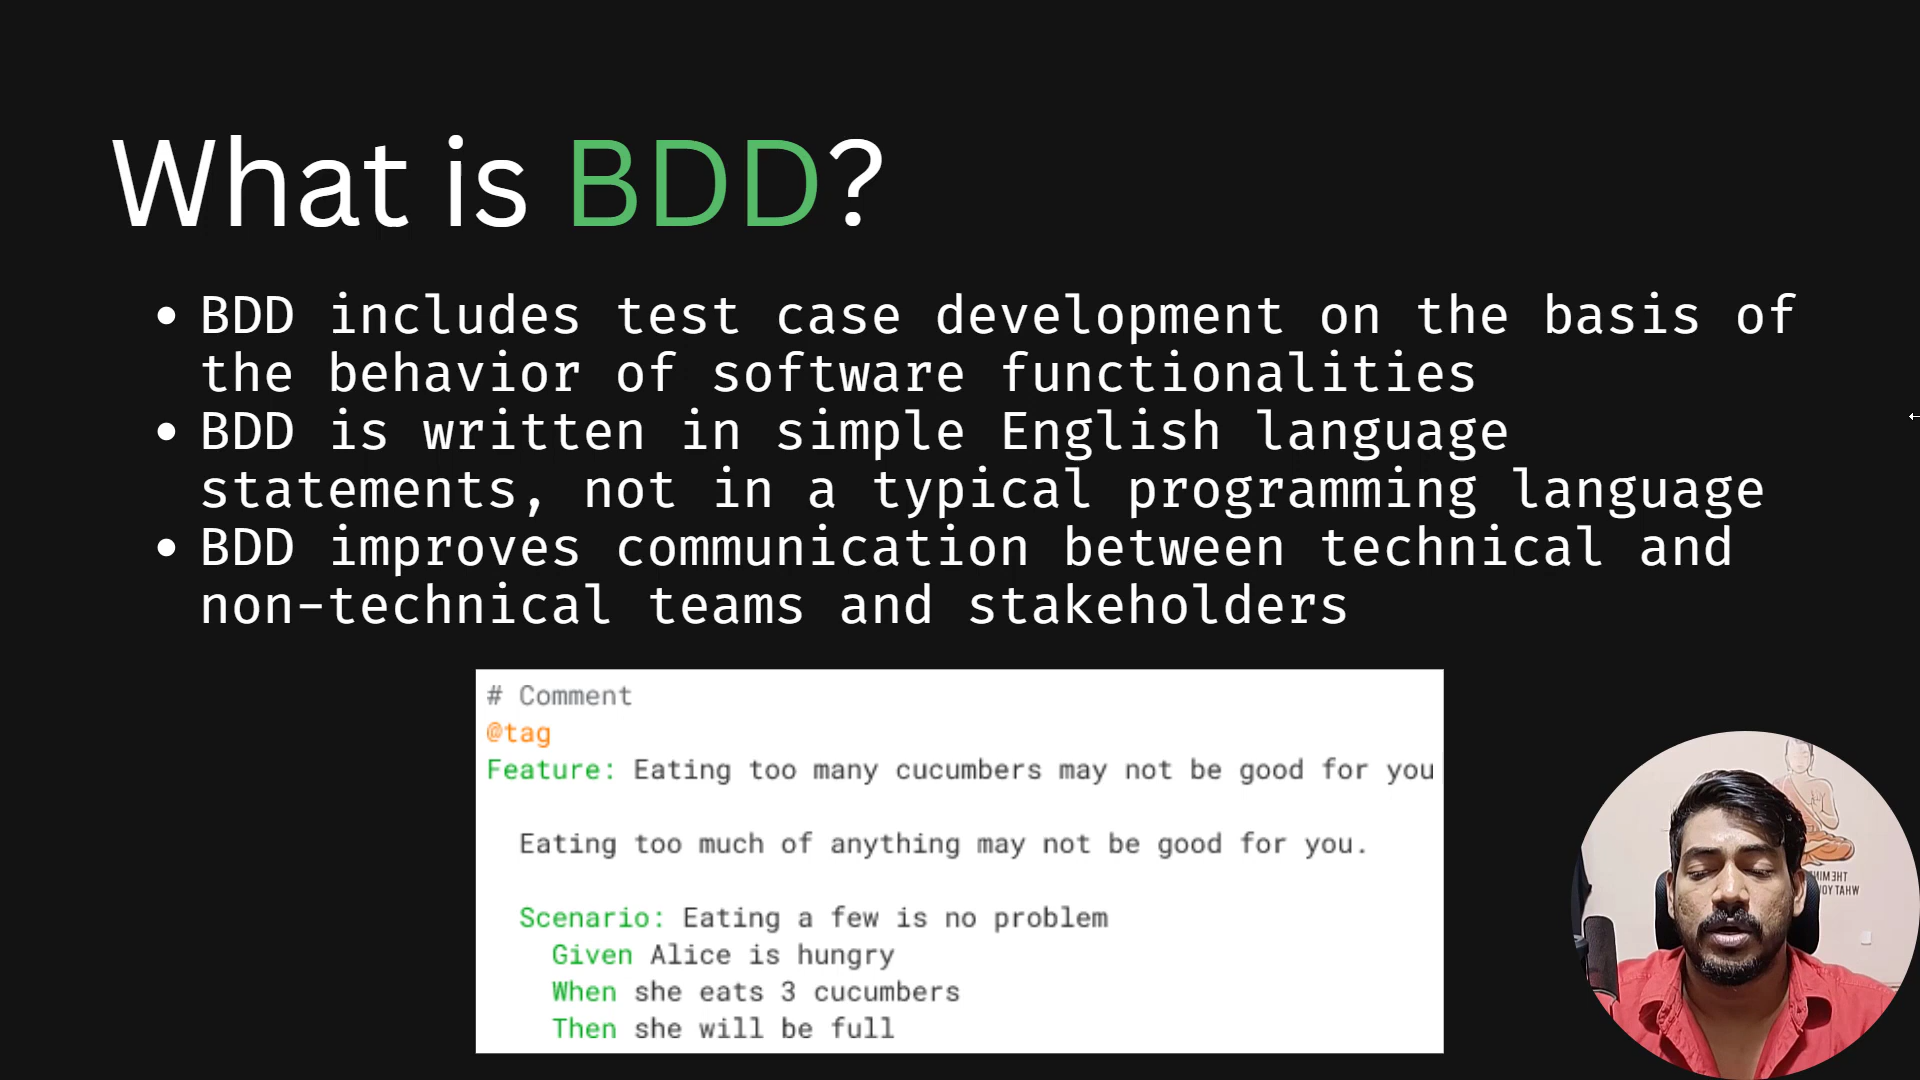 What is BDD?
• BDD includes test case development on the basis of
the behavior of software functionalities
• BDD is written in simple English language
statements, not in a typical programming language
• BDD improves communication between technical and
non-technical teams and stakeholders
# Comment
@tag
Feature: Eating too many cucumbers may not be good for you
Eating too much of anything may not be good for you.
Scenario: Eating a few is no problem
Given Alice is hungry
When she eats 3 cucumbers
Then she will be full
THE MIN
WHAT YOU